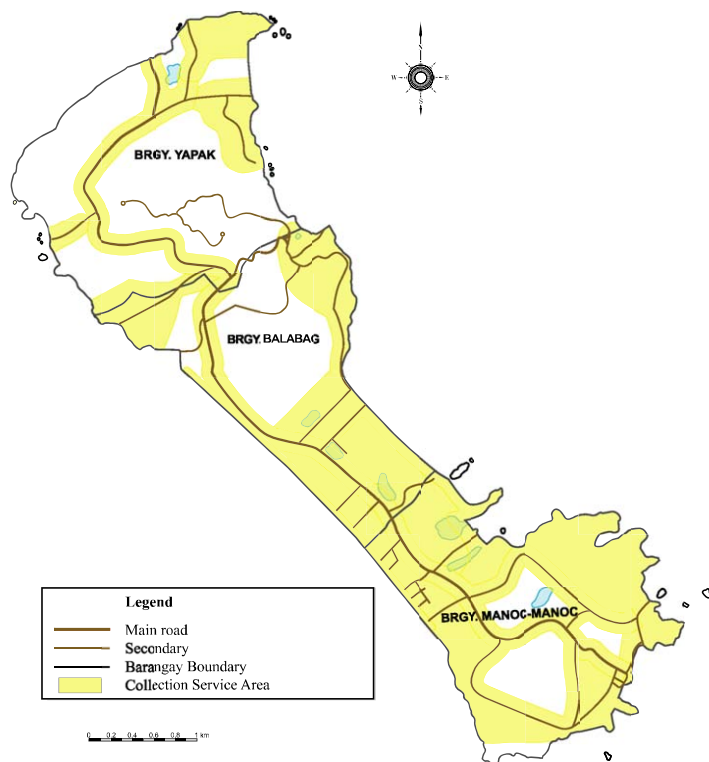 N
W E
S
BRGY. YAPAK
BRGY. BALABAG
BRGY. MANOC-MANOC
Legend
Main road
Secondary
Barangay Boundary
Collection Service Area
0 0.2 0.4 0.6 0.8 1 km